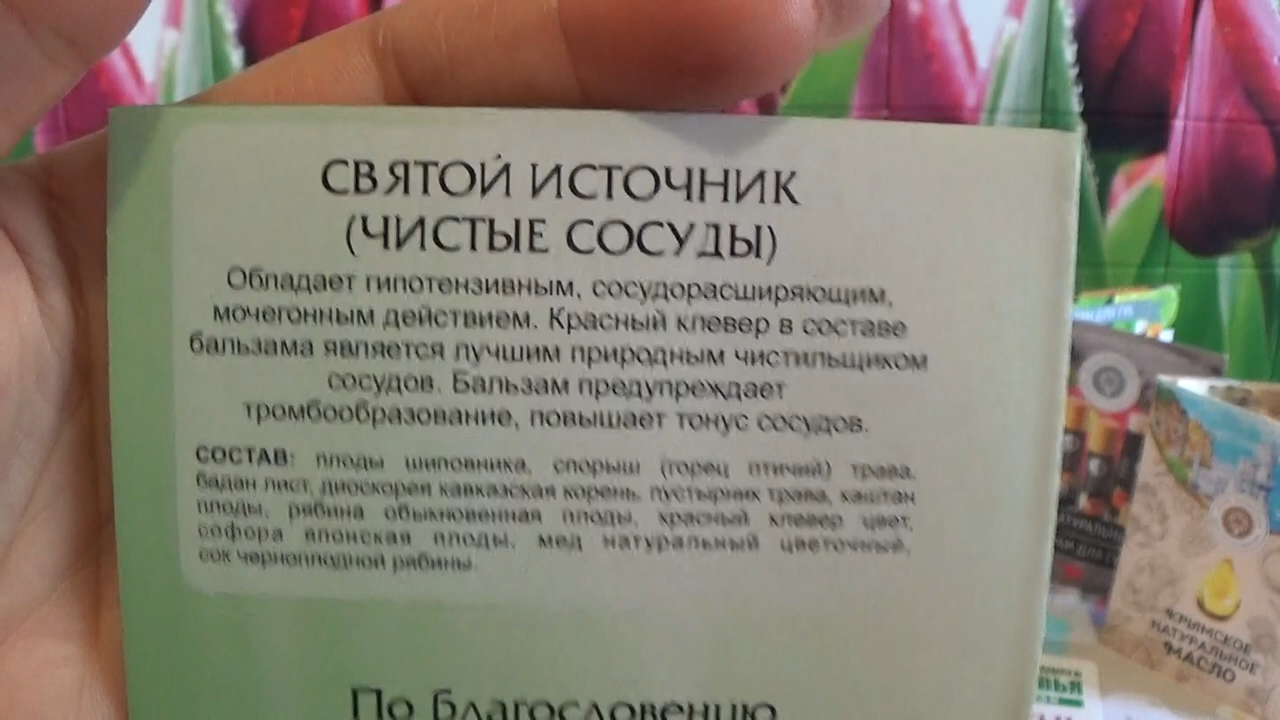 СВЯТОЙ ИСТОЧНИК
(ЧИСТЫЕ СОСУДЫ)
Обладает гипотензивным, сосудорасширяющим,
мочегонным действием. Красный клевер в составе
бальзама является лучшим природным чистильщиком
сосудов. Бальзам предупреждает
тромбообразование, повышает тонус сосудов.
СОСТАВ: плоды шиповника, спорыш (горец птичий) трава,
бадан лист, диоскорея кавказская корень, пустырник трава, каштан
плоды, рябина обыкновенная плоды, красный клевер цвет,
софора японская плоды, мед натуральный цветочный,
сок черноплодной рябины.
По Благословению
КРЫМСКОЕ
НАТУРАЛЬНОЕ
МАСЛО